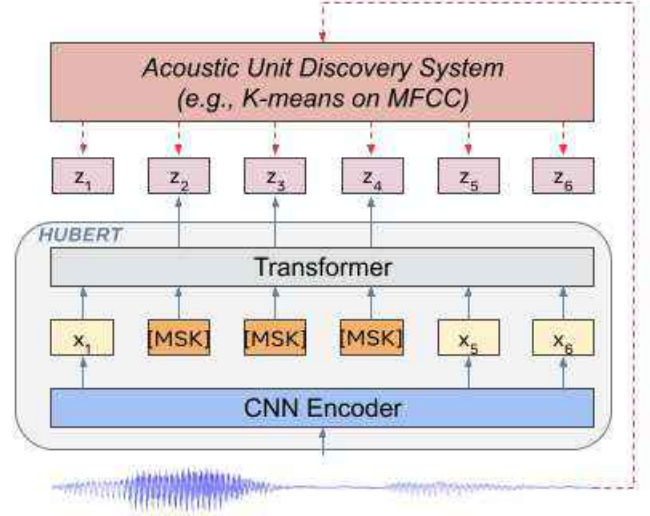 Acoustic Unit Discovery System
(e.g., K-means on MFCC)
z1 z2 z3 z4 z5 z6
HUBERT
Transformer
x1 [MSK] [MSK] [MSK] x5 x6
CNN Encoder